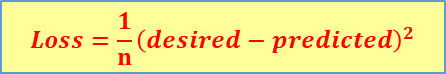 Loss = 1/n (desired − predicted)²